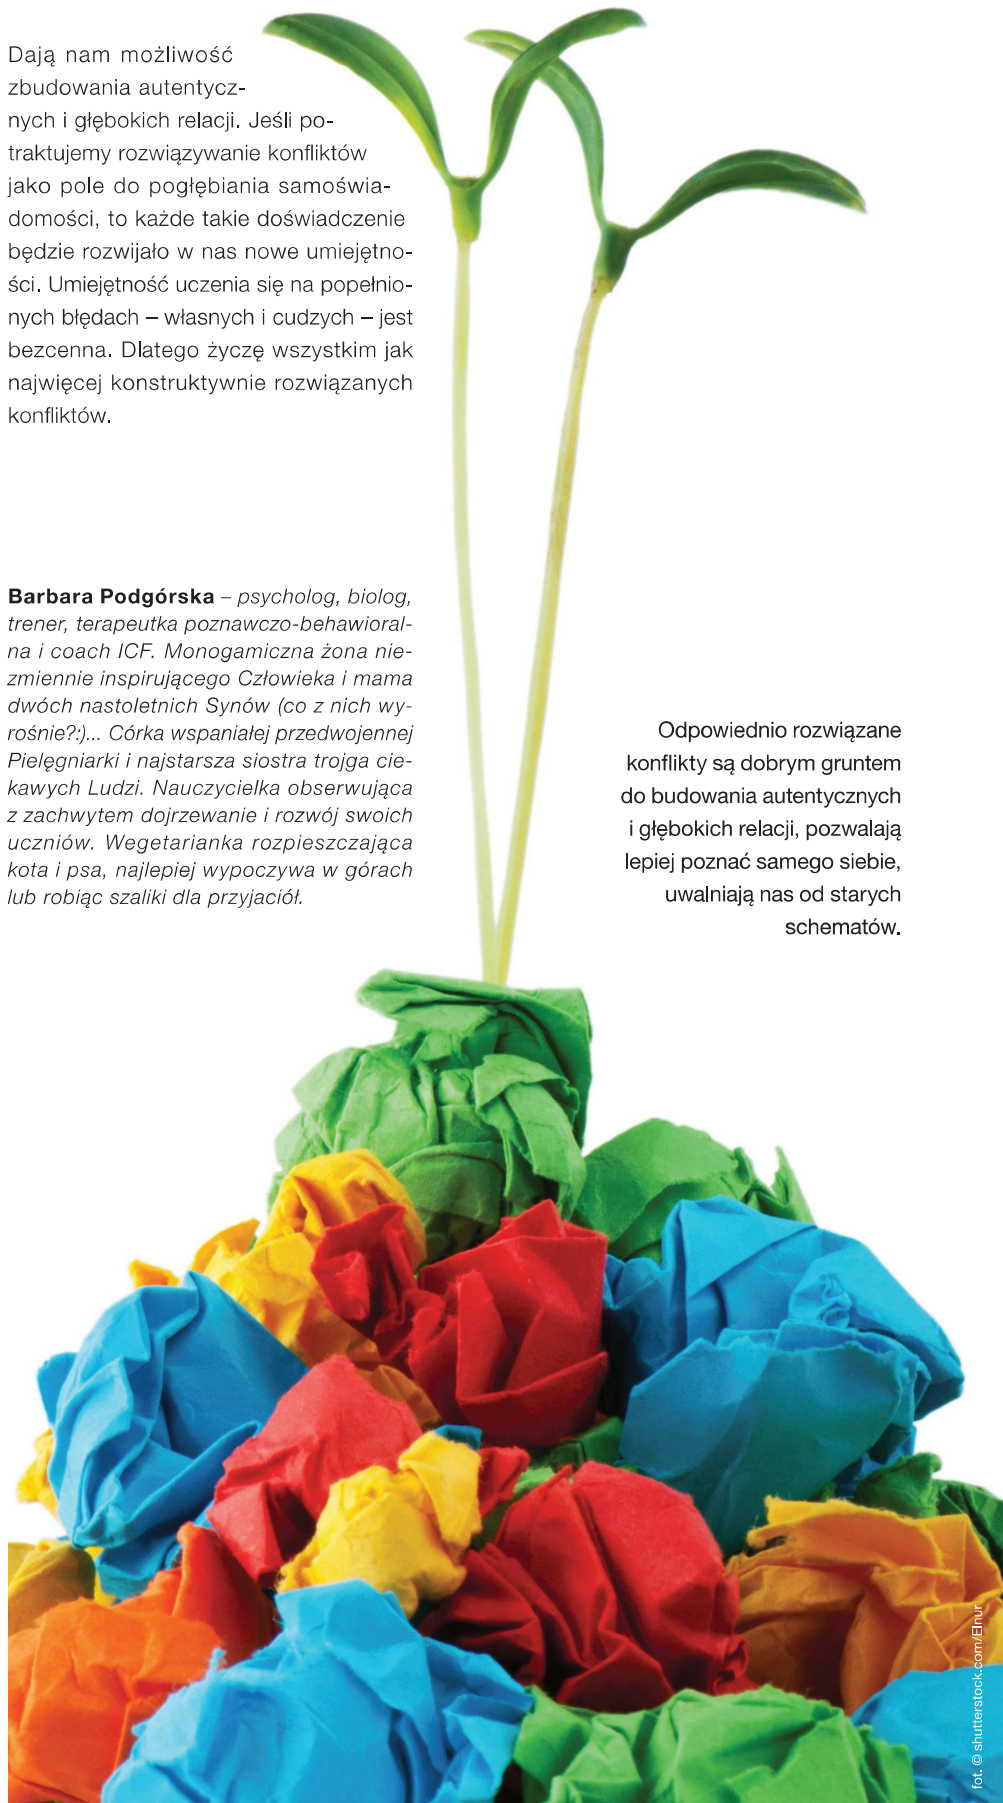 Dają nam możliwość
zbudowania autentycz-
nych i głębokich relacji. Jeśli po-
traktujemy rozwiązywanie konfliktów
jako pole do pogłębiania samoświa-
domości, to każde takie doświadczenie
będzie rozwijało w nas nowe umiejętno-
ści. Umiejętność uczenia się na popełnio-
nych błędach – własnych i cudzych – jest
bezcenna. Dlatego życzę wszystkim jak
najwięcej konstruktywnie rozwiązanych
konfliktów.
Barbara Podgórska – psycholog, biolog,
trener, terapeutka poznawczo-behawioral-
na i coach ICF. Monogamiczna żona nie-
zmiennie inspirującego Człowieka i mama
dwóch nastoletnich Synów (co z nich wy-
rośnie?:)... Córka wspaniałej przedwojennej
Pielęgniarki i najstarsza siostra trojga cie-
kawych Ludzi. Nauczycielka obserwująca
z zachwytem dojrzewanie i rozwój swoich
uczniów. Wegetarianka rozpieszczająca
kota i psa, najlepiej wypoczywa w górach
lub robiąc szaliki dla przyjaciół.
Odpowiednio rozwiązane
konflikty są dobrym gruntem
do budowania autentycznych
i głębokich relacji, pozwalają
lepiej poznać samego siebie,
uwalniają nas od starych
schematów.
fot. © shutterstock.com/Elnur